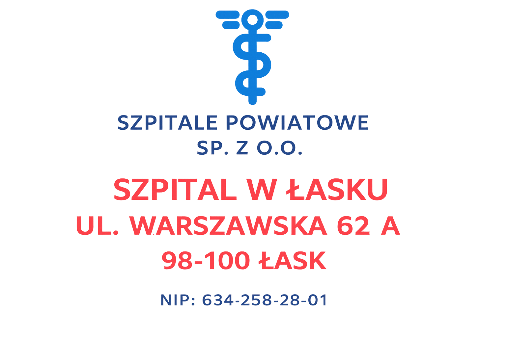 SZPITALE POWIATOWE
SP. Z O.O.
SZPITAL W ŁASKU
UL. WARSZAWSKA 62 A
98-100 ŁASK
NIP: 634-258-28-01